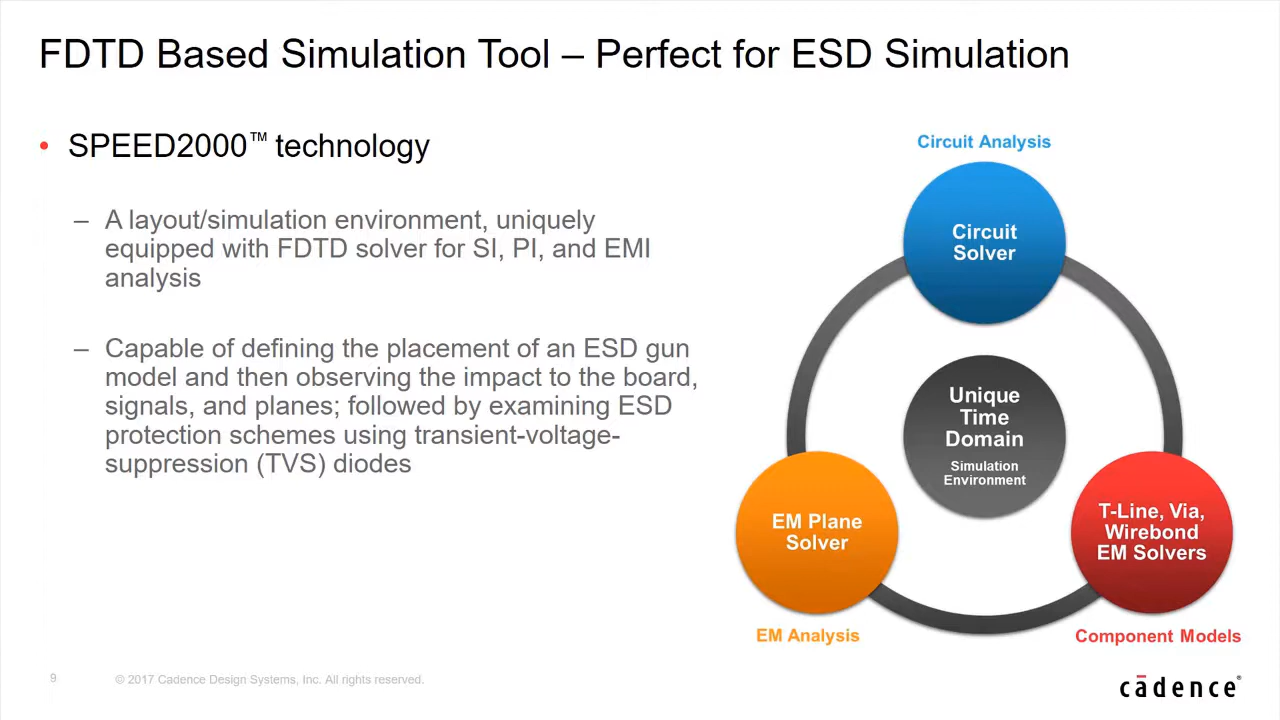 FDTD Based Simulation Tool – Perfect for ESD Simulation
• SPEED2000™ technology
– A layout/simulation environment, uniquely
equipped with FDTD solver for SI, PI, and EMI
analysis
– Capable of defining the placement of an ESD gun
model and then observing the impact to the board,
signals, and planes; followed by examining ESD
protection schemes using transient-voltage-
suppression (TVS) diodes
Circuit Analysis
Circuit
Solver
Unique
Time
Domain
Simulation
Environment
EM Plane
Solver
EM Analysis
T-Line, Via,
Wirebond
EM Solvers
Component Models
9
© 2017 Cadence Design Systems, Inc. All rights reserved.
cādence®